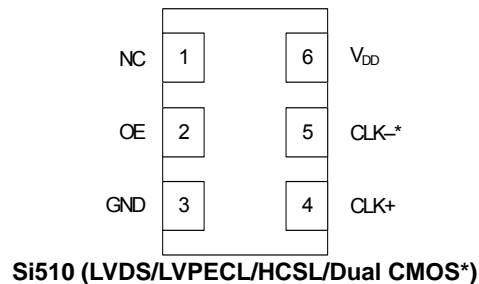 NC 1 6 VDD
OE 2 5 CLK–*
GND 3 4 CLK+
Si510 (LVDS/LVPECL/HCSL/Dual CMOS*)